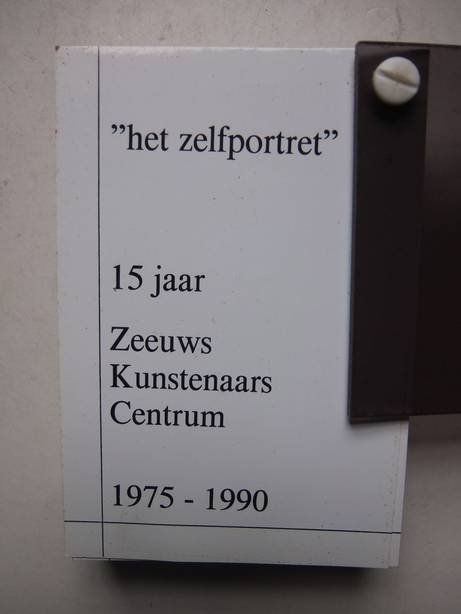 ”het zelfportret”
15 jaar
Zeeuws
Kunstenaars
Centrum
1975 - 1990